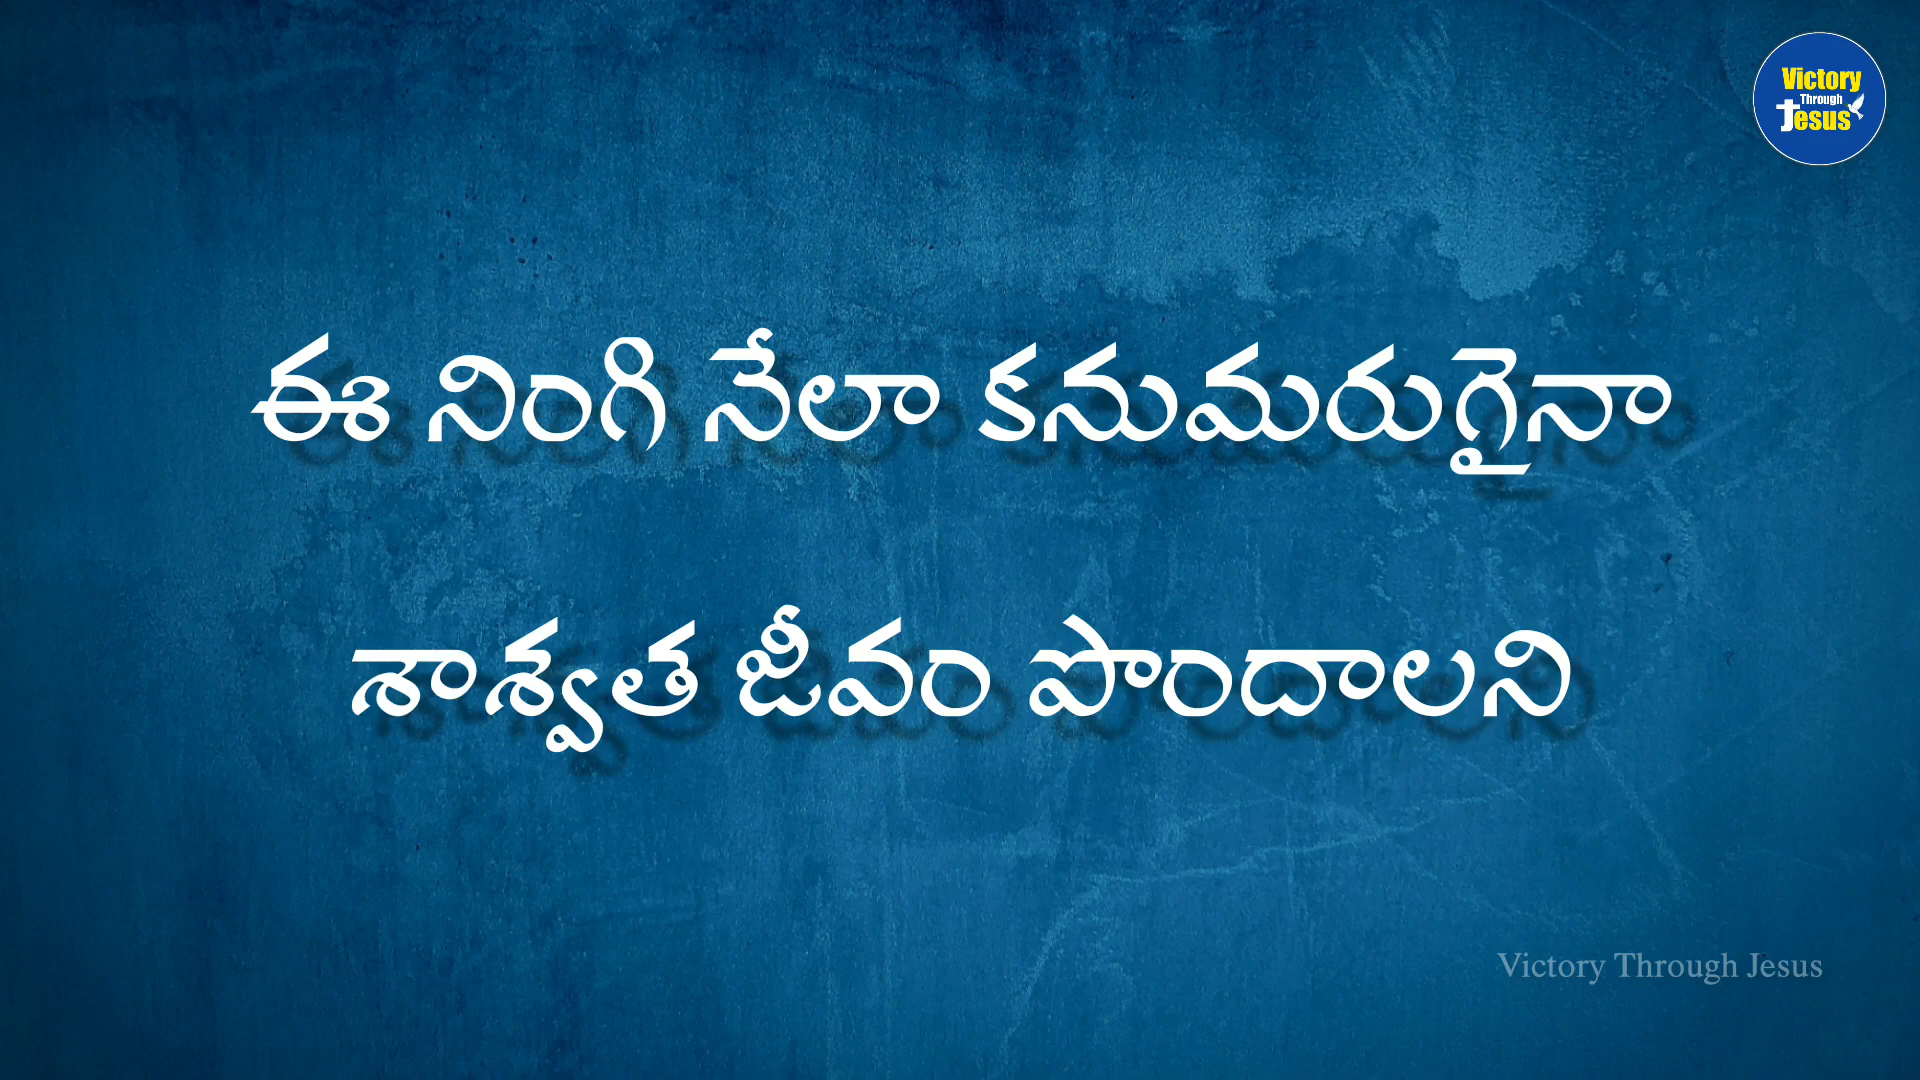 Victory
Through
Jesus
ఈ నింగి నేలా కనుమరుగైనా
శాశ్వత జీవం పొందాలని
Victory Through Jesus